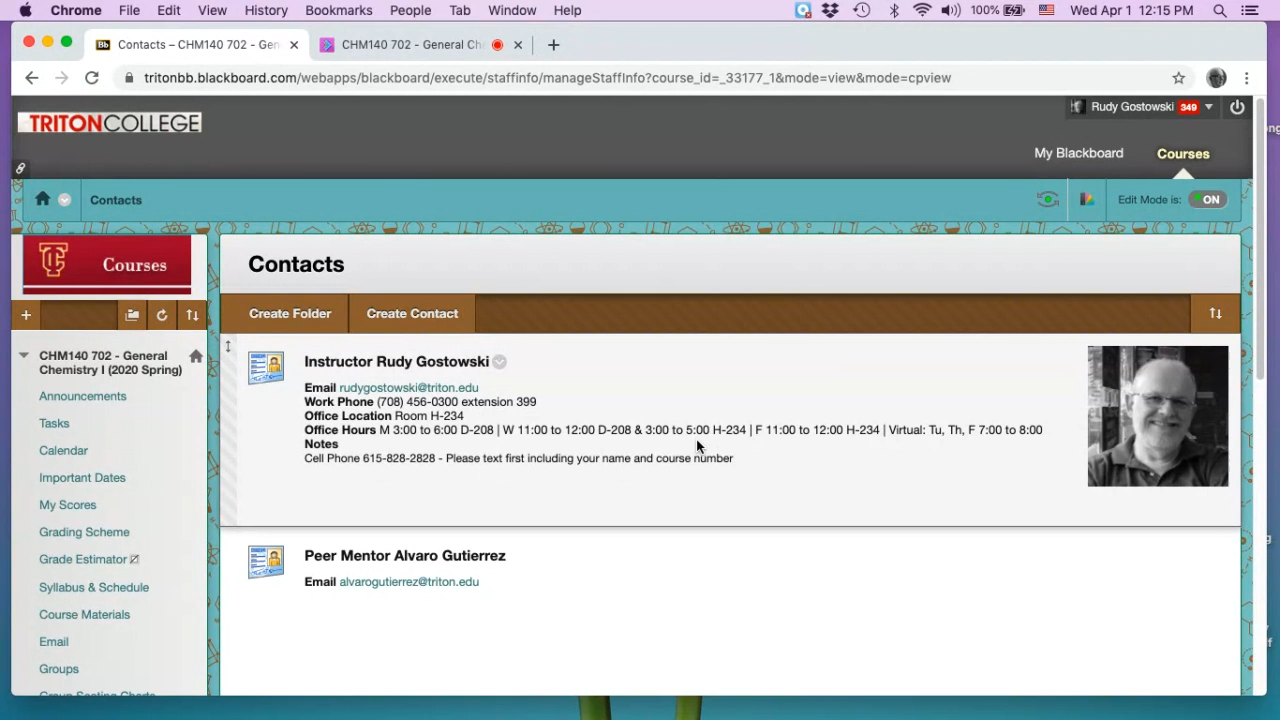 Chrome File Edit View History Bookmarks People Tab Window Help 100% Wed Apr 1 12:15 PM
Bb Contacts – CHM140 702 - Gen CHM140 702 - General Ch
tritonbb.blackboard.com/webapps/blackboard/execute/staffinfo/manageStaffInfo?course_id=_33177_1&mode=view&mode=cpview
TRITONCOLLEGE
Rudy Gostowski 349
My Blackboard Courses
Contacts Edit Mode is: ON
TC Courses
Contacts
Create Folder Create Contact
CHM140 702 - General
Chemistry I (2020 Spring)
Announcements
Tasks
Calendar
Important Dates
My Scores
Grading Scheme
Grade Estimator
Syllabus & Schedule
Course Materials
Email
Groups
Group Seating Charts
Instructor Rudy Gostowski
Email rudygostowski@triton.edu
Work Phone (708) 456-0300 extension 399
Office Location Room H-234
Office Hours M 3:00 to 6:00 D-208 | W 11:00 to 12:00 D-208 & 3:00 to 5:00 H-234 | F 11:00 to 12:00 H-234 | Virtual: Tu, Th, F 7:00 to 8:00
Notes
Cell Phone 615-828-2828 - Please text first including your name and course number
Peer Mentor Alvaro Gutierrez
Email alvarogutierrez@triton.edu